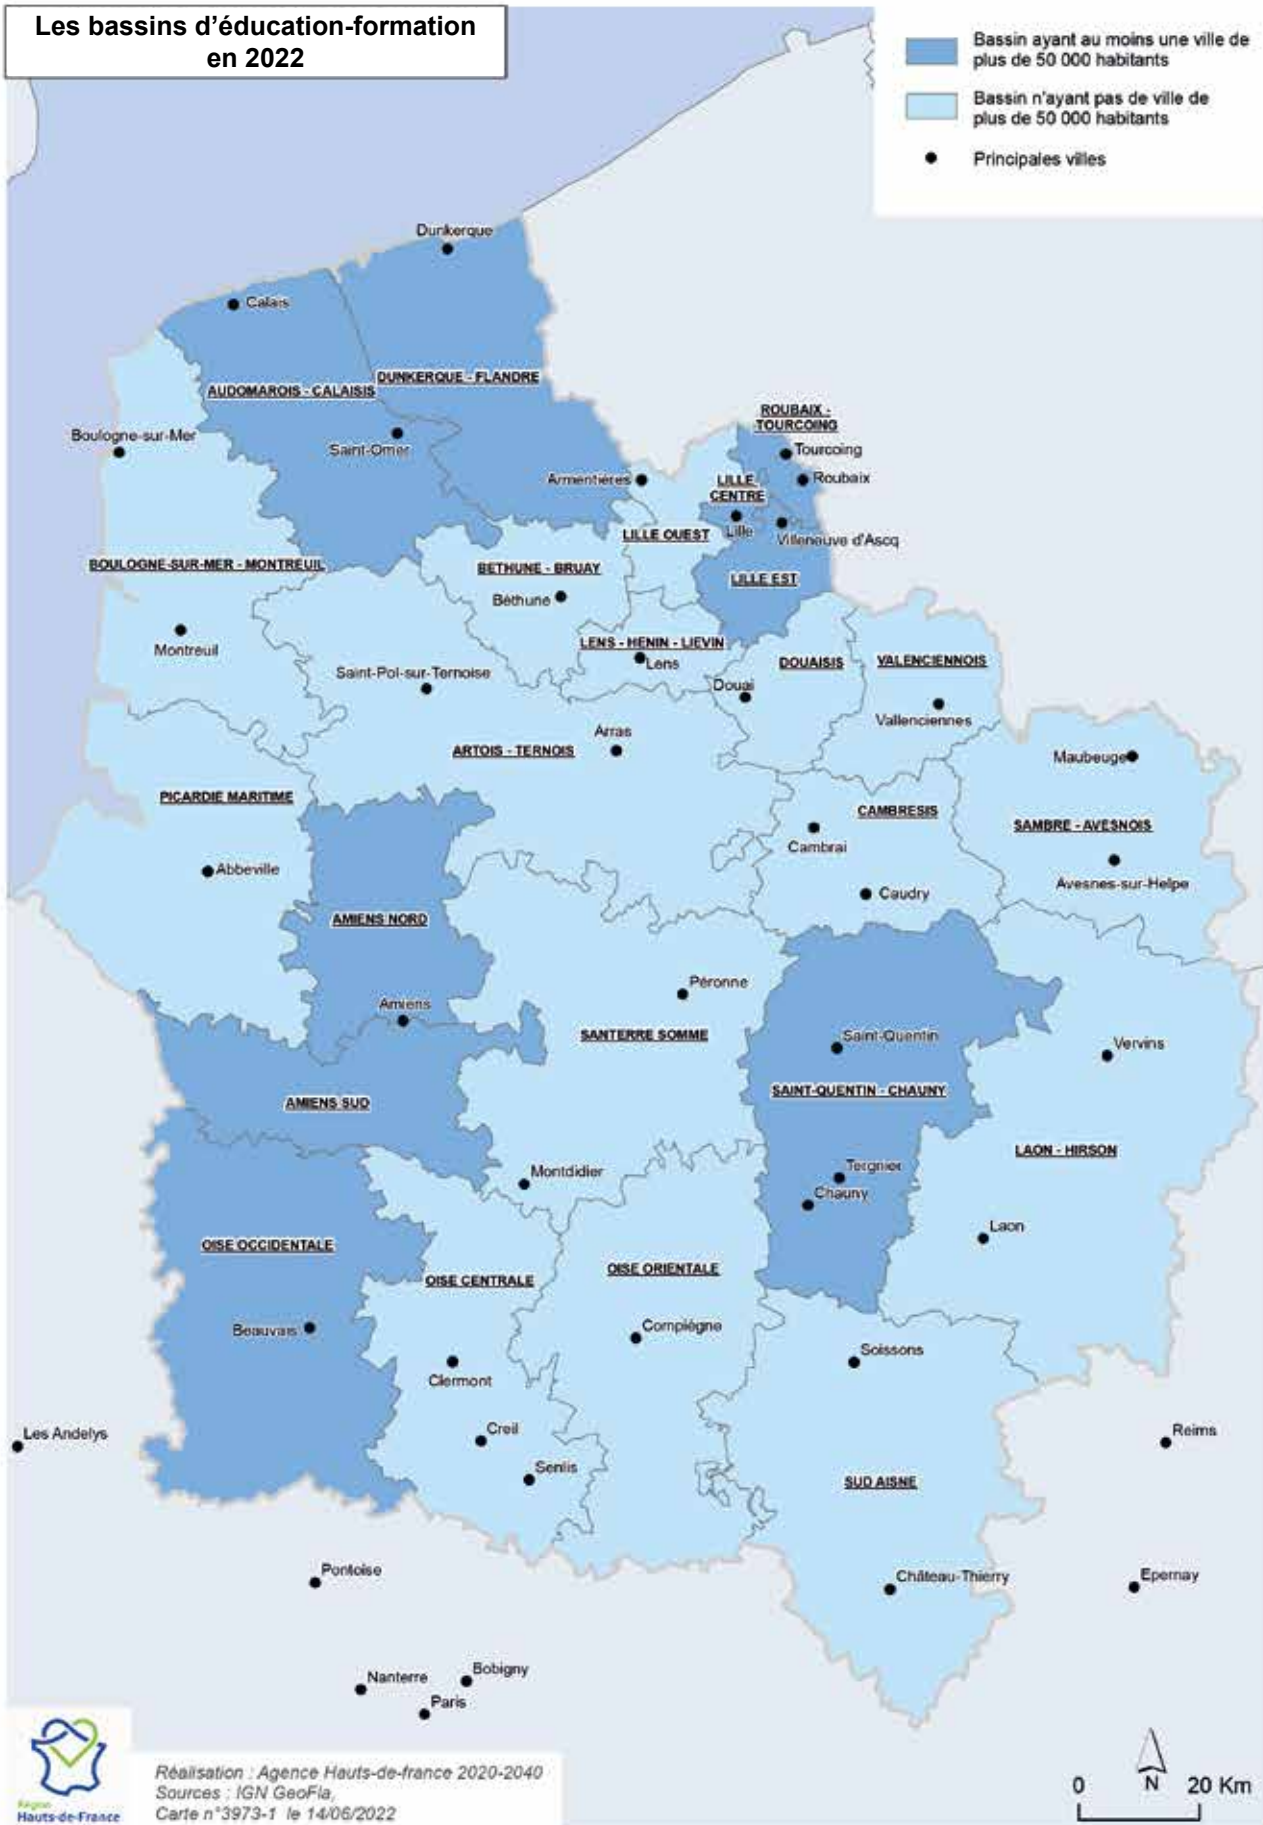 Les bassins d'éducation-formation
en 2022
Bassin ayant au moins une ville de
plus de 50 000 habitants
Bassin n'ayant pas de ville de
plus de 50 000 habitants
Principales villes
Dunkerque
Calais
DUNKERQUE - FLANDRE
AUDOMAROIS - CALAISIS
ROUBAIX -
TOURCOING
Boulogne-sur-Mer
Saint-Omer
Tourcoing
Armentières
LILLE
CENTRE
Roubaix
LILLE OUEST
Lille
Villeneuve d'Ascq
BOULOGNE-SUR-MER - MONTREUIL
BETHUNE - BRUAY
LILLE EST
Béthune
Montreuil
LENS - HENIN - LIEVIN
Lens
DOUAISIS
VALENCIENNOIS
Saint-Pol-sur-Ternoise
Douai
Vallenciennes
Arras
ARTOIS - TERNOIS
Maubeuge
PICARDIE MARITIME
CAMBRESIS
SAMBRE - AVESNOIS
Cambrai
Abbeville
Caudry
Avesnes-sur-Helpe
AMIENS NORD
Péronne
Amiens
SANTERRE SOMME
Saint-Quentin
Vervins
AMIENS SUD
SAINT-QUENTIN - CHAUNY
LAON - HIRSON
Montdidier
Tergnier
Chauny
Laon
OISE OCCIDENTALE
OISE CENTRALE
OISE ORIENTALE
Beauvais
Compiègne
Soissons
Clermont
Les Andelys
Creil
Reims
Senlis
SUD AISNE
Pontoise
Château-Thierry
Epernay
Nanterre
Bobigny
Paris
Région
Hauts-de-France
Réalisation : Agence Hauts-de-france 2020-2040
Sources : IGN GeoFla,
Carte n°3973-1 le 14/06/2022
N
0 20 Km